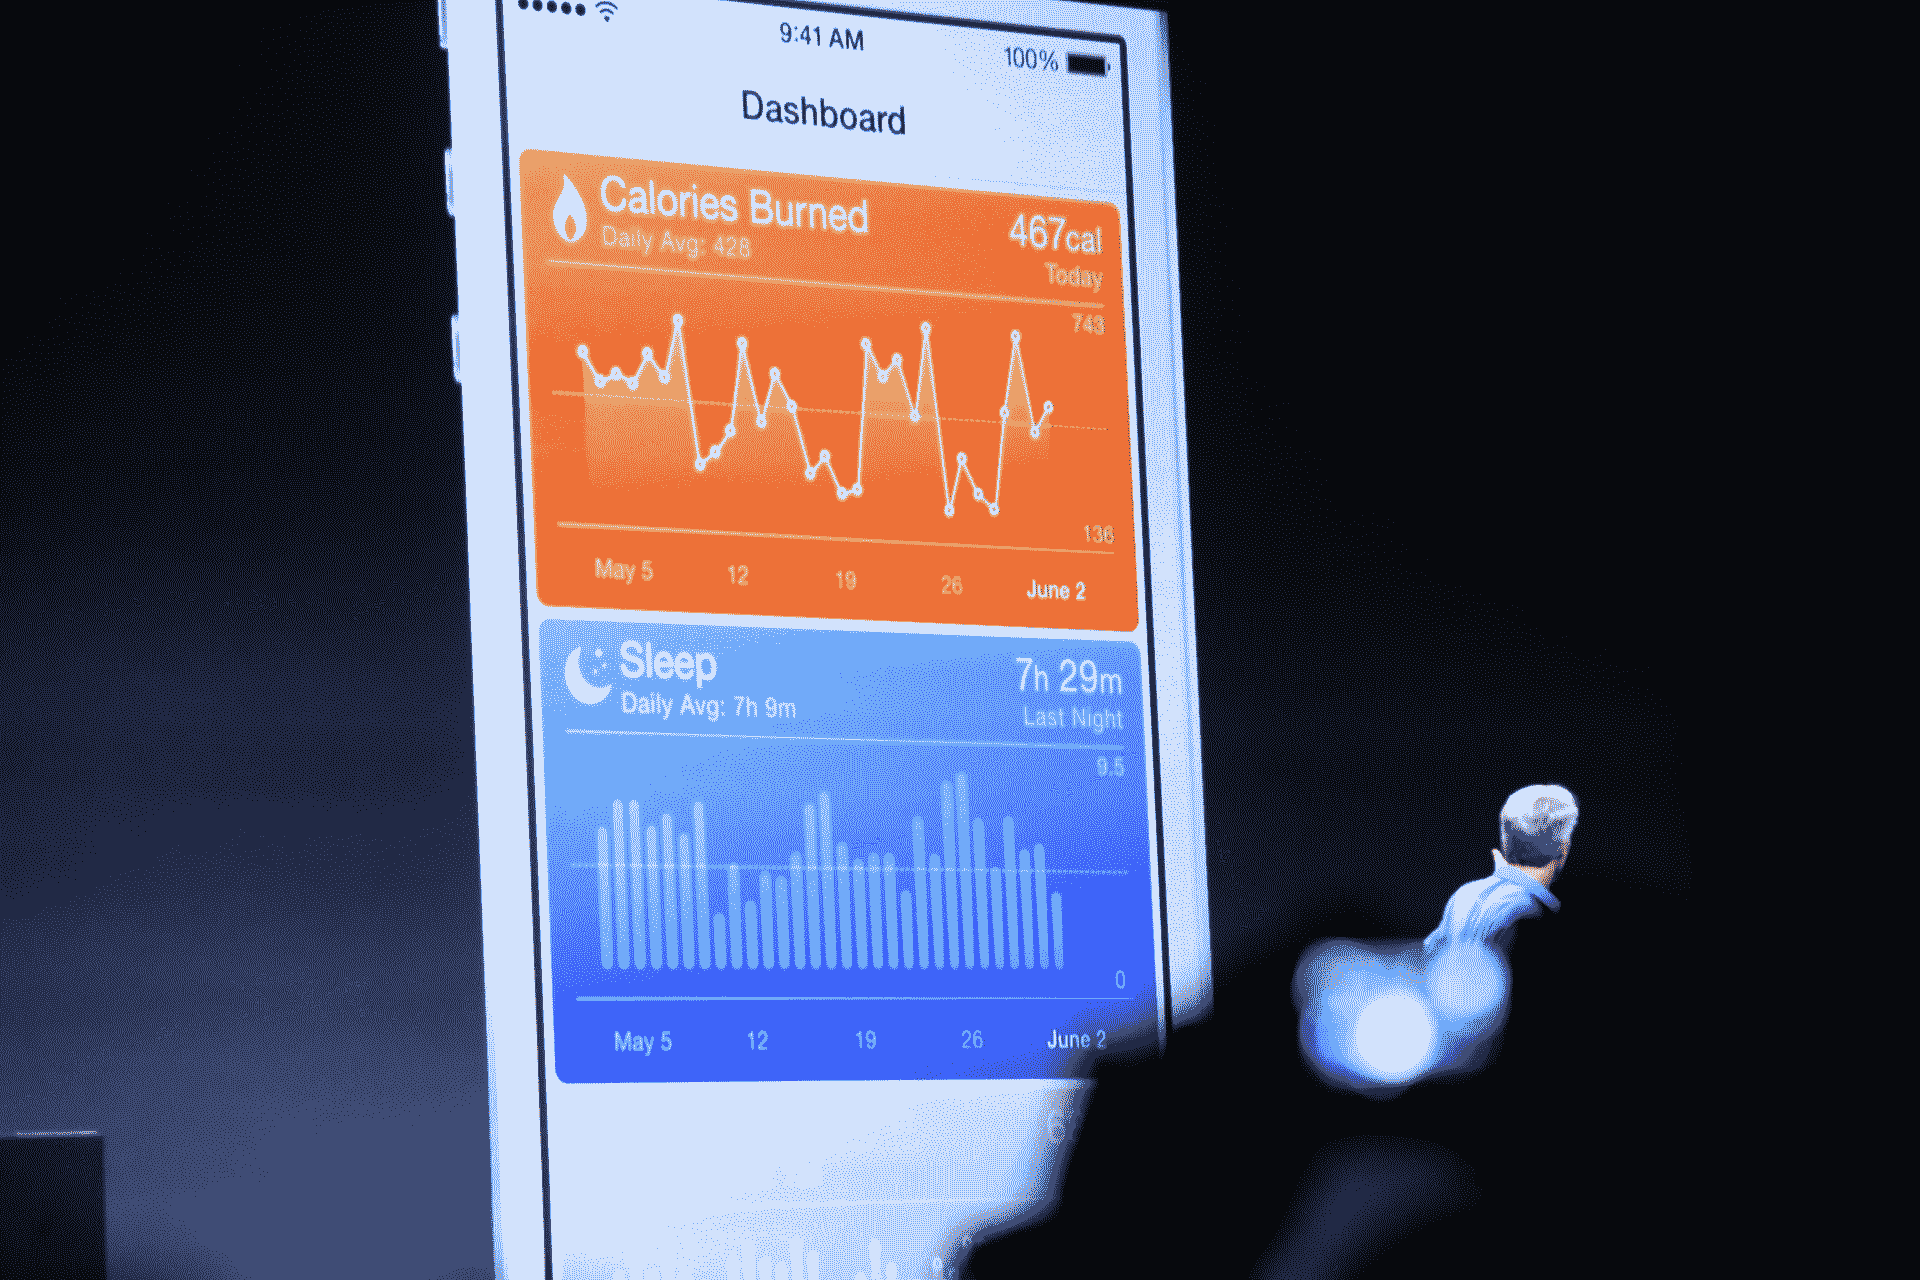 9:41 AM
100%
Dashboard
Calories Burned
467cal
Daily Avg: 428
Today
743
136
May 5
12
19
26
June 2
Sleep
7h 29m
Daily Avg: 7h 9m
Last Night
9.5
0
May 5
12
19
26
June 2